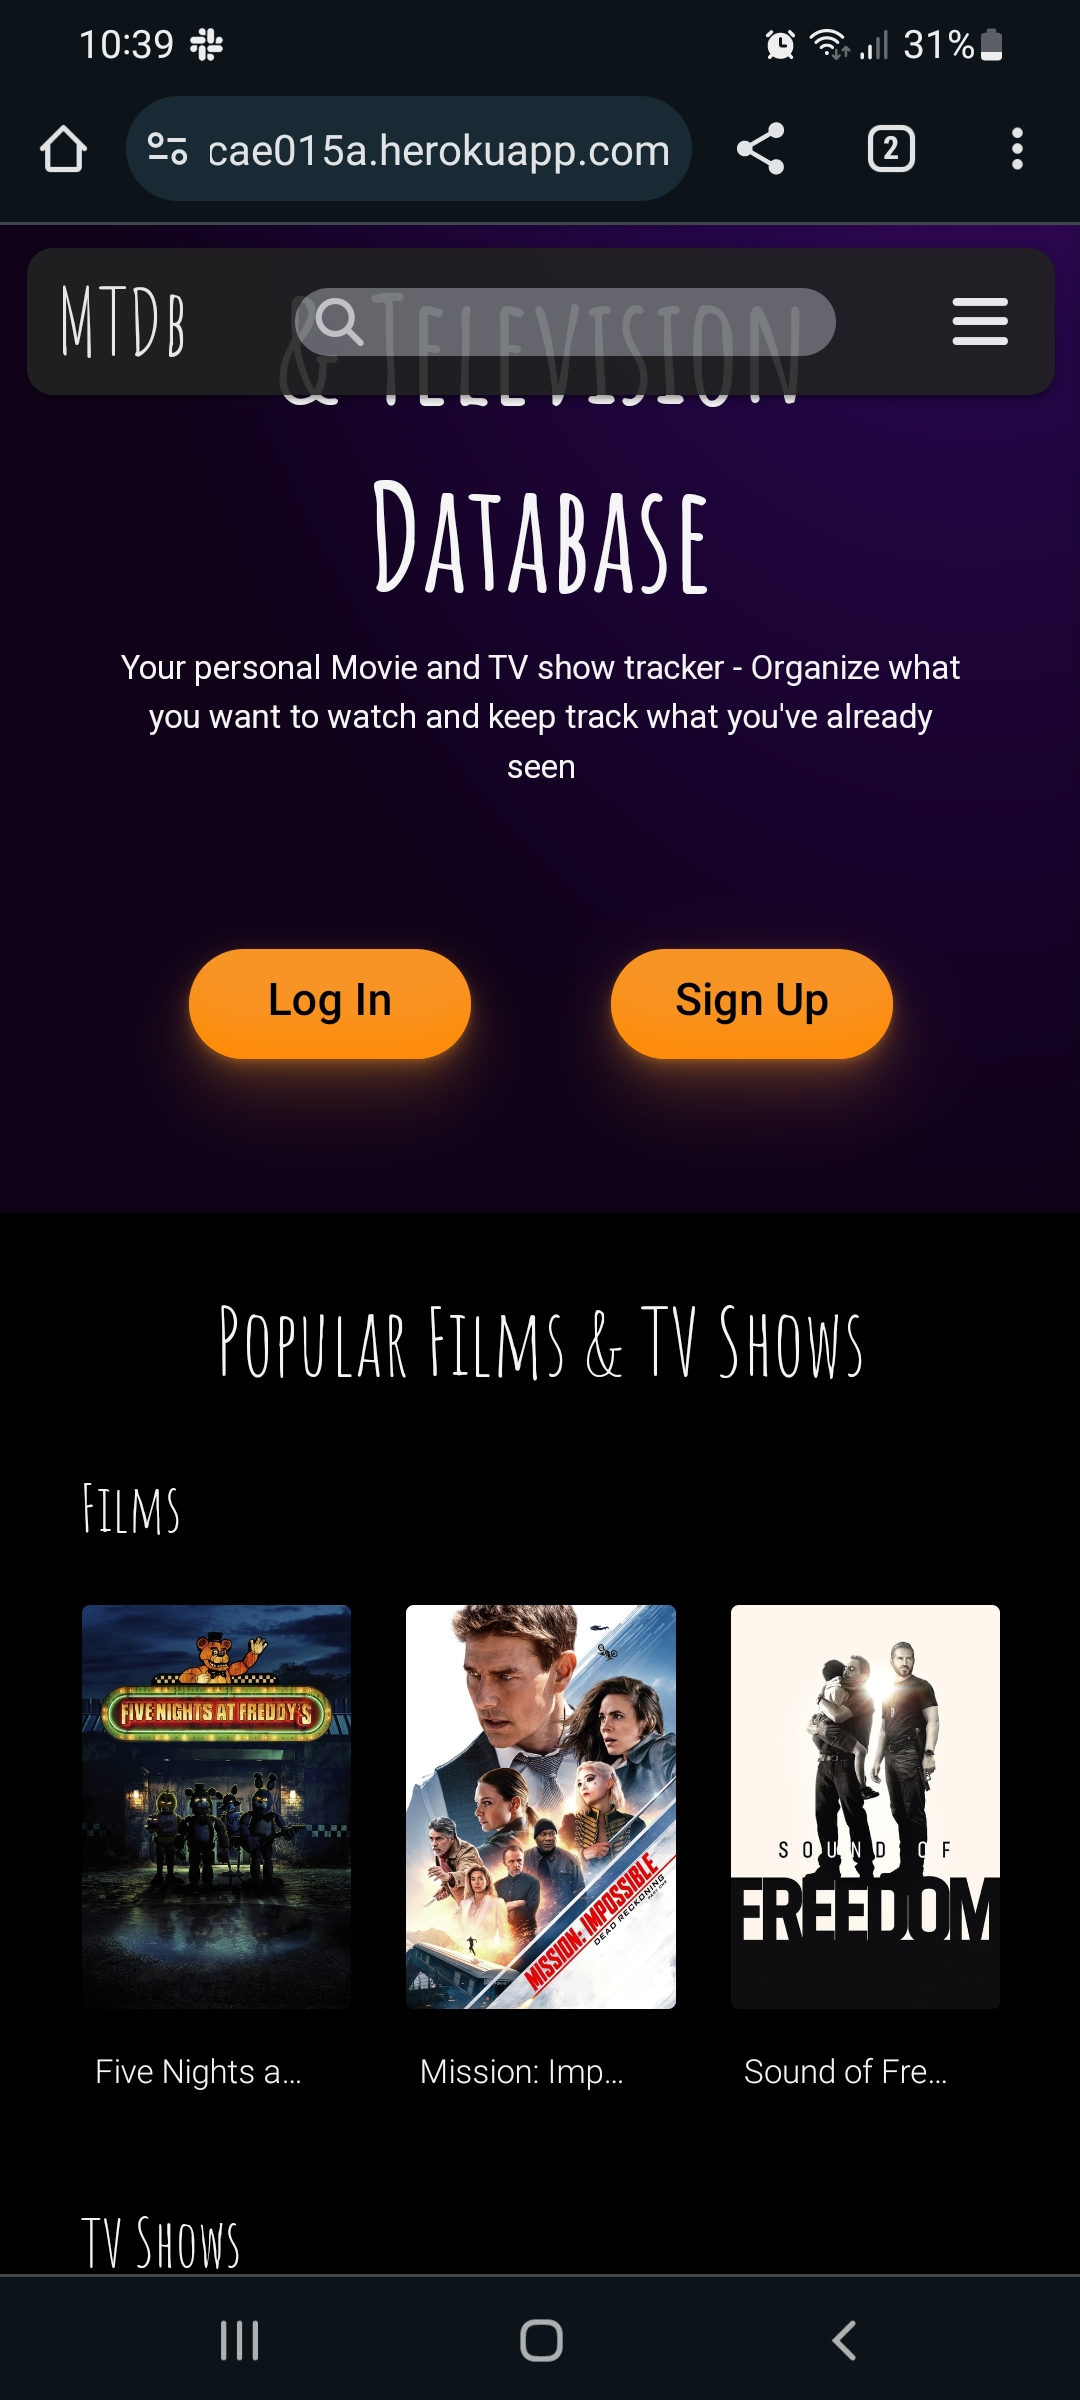 10:39
31%
cae015a.herokuapp.com
2
MTDb
& Television
Database
Your personal Movie and TV show tracker - Organize what
you want to watch and keep track what you've already
seen
Log In
Sign Up
Popular Films & TV Shows
Films
FIVE NIGHTS AT FREDDY'S
MISSION: IMPOSSIBLE
DEAD RECKONING
PART ONE
SOUND OF
FREEDOM
Five Nights a...
Mission: Imp...
Sound of Fre...
TV Shows